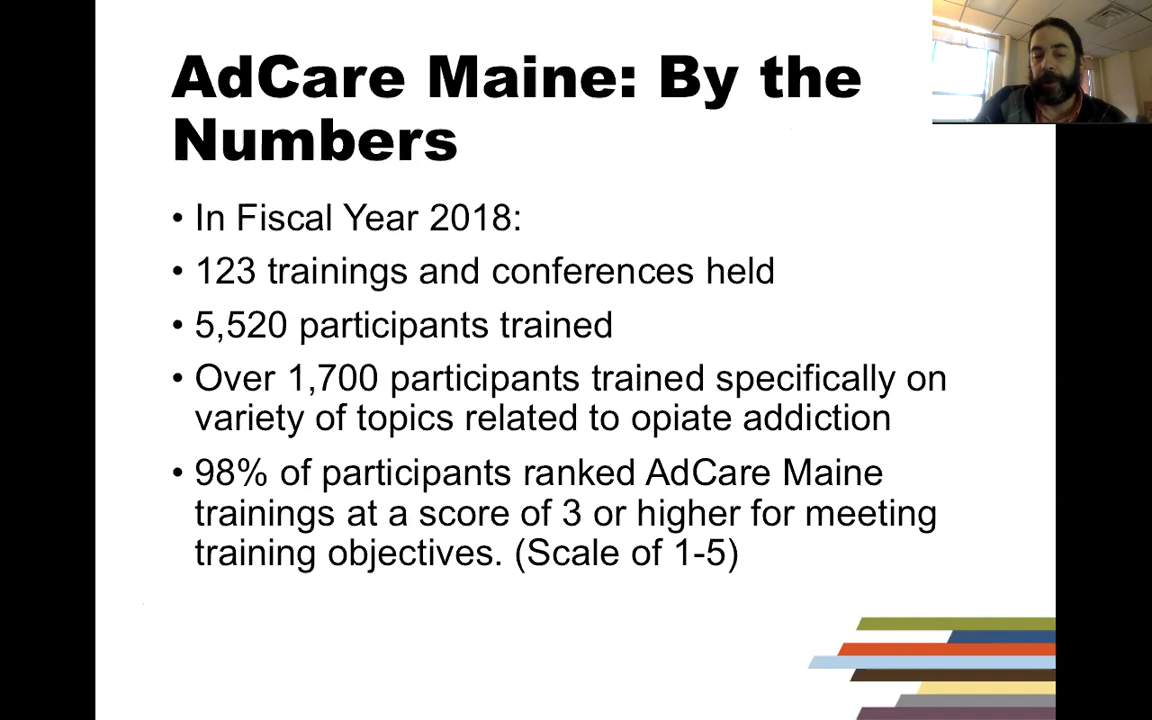 AdCare Maine: By the
Numbers
• In Fiscal Year 2018:
• 123 trainings and conferences held
• 5,520 participants trained
• Over 1,700 participants trained specifically on
variety of topics related to opiate addiction
• 98% of participants ranked AdCare Maine
trainings at a score of 3 or higher for meeting
training objectives. (Scale of 1-5)